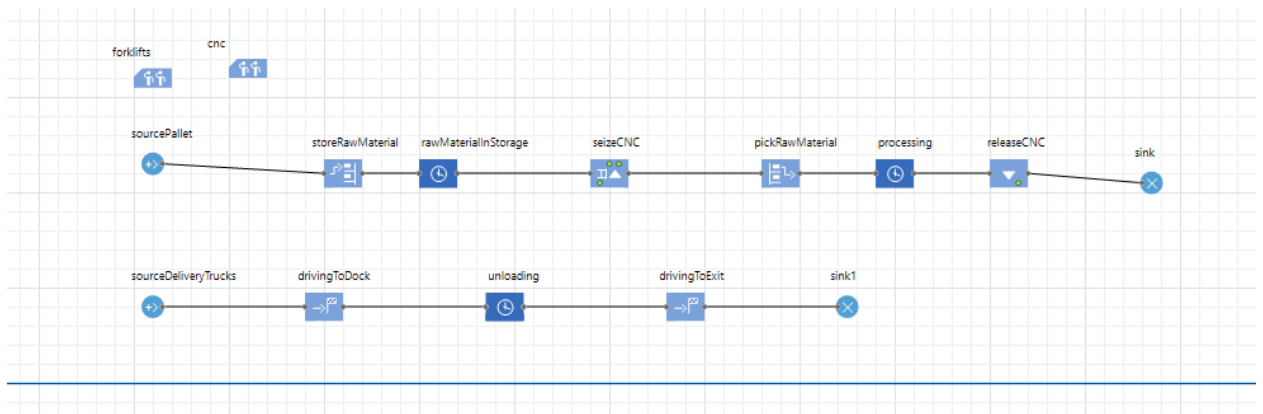 forklifts
cnc
sourcePallet
storeRawMaterial
rawMaterialInStorage
seizeCNC
pickRawMaterial
processing
releaseCNC
sink
sourceDeliveryTrucks
drivingToDock
unloading
drivingToExit
sink1